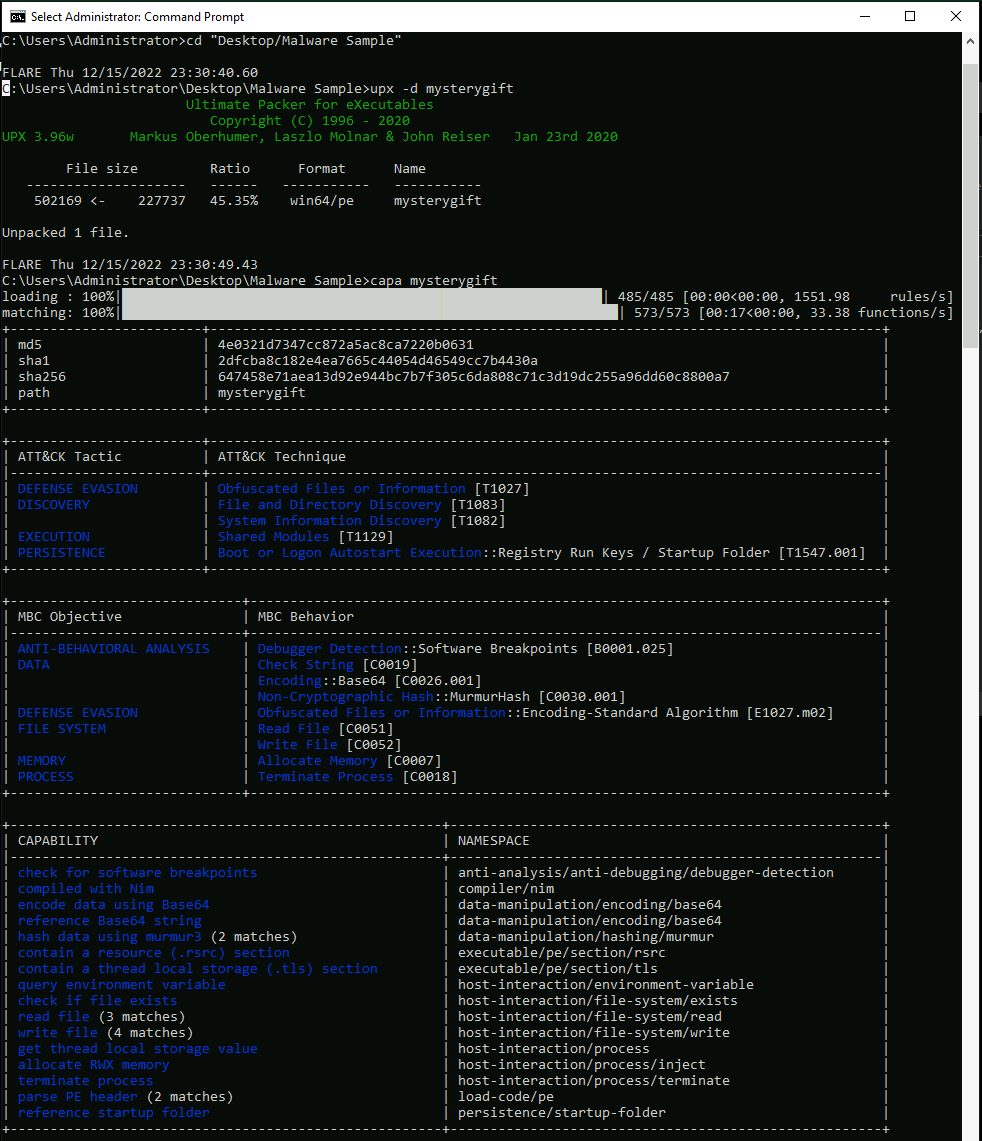 Select Administrator: Command Prompt
C:\Users\Administrator>cd "Desktop/Malware Sample"
FLARE Thu 12/15/2022 23:30:40.60
C:\Users\Administrator\Desktop\Malware Sample>upx -d mysterygift
Ultimate Packer for eXecutables
Copyright (C) 1996 - 2020
UPX 3.96w       Markus Oberhumer, Laszlo Molnar & John Reiser   Jan 23rd 2020
File size         Ratio      Format      Name
--------------------   ------   -----------   -----------
502169 <-    227737   45.35%    win64/pe     mysterygift
Unpacked 1 file.
FLARE Thu 12/15/2022 23:30:49.43
C:\Users\Administrator\Desktop\Malware Sample>capa mysterygift
loading : 100%| | 485/485 [00:00<00:00, 1551.98     rules/s]
matching: 100%| | 573/573 [00:17<00:00, 33.38 functions/s]
| md5 | 4e0321d7347cc872a5ac8ca7220b0631 |
| sha1 | 2dfcba8c182e4ea7665c44054d46549cc7b4430a |
| sha256 | 647458e71aea13d92e944bc7b7f305c6da808c71c3d19dc255a96dd60c8800a7 |
| path | mysterygift |
| ATT&CK Tactic | ATT&CK Technique |
| DEFENSE EVASION | Obfuscated Files or Information [T1027] |
| DISCOVERY | File and Directory Discovery [T1083] |
| | System Information Discovery [T1082] |
| EXECUTION | Shared Modules [T1129] |
| PERSISTENCE | Boot or Logon Autostart Execution::Registry Run Keys / Startup Folder [T1547.001] |
| MBC Objective | MBC Behavior |
| ANTI-BEHAVIORAL ANALYSIS | Debugger Detection::Software Breakpoints [B0001.025] |
| DATA | Check String [C0019] |
| | Encoding::Base64 [C0026.001] |
| | Non-Cryptographic Hash::MurmurHash [C0030.001] |
| DEFENSE EVASION | Obfuscated Files or Information::Encoding-Standard Algorithm [E1027.m02] |
| FILE SYSTEM | Read File [C0051] |
| | Write File [C0052] |
| MEMORY | Allocate Memory [C0007] |
| PROCESS | Terminate Process [C0018] |
| CAPABILITY | NAMESPACE |
| check for software breakpoints | anti-analysis/anti-debugging/debugger-detection |
| compiled with Nim | compiler/nim |
| encode data using Base64 | data-manipulation/encoding/base64 |
| reference Base64 string | data-manipulation/encoding/base64 |
| hash data using murmur3 (2 matches) | data-manipulation/hashing/murmur |
| contain a resource (.rsrc) section | executable/pe/section/rsrc |
| contain a thread local storage (.tls) section | executable/pe/section/tls |
| query environment variable | host-interaction/environment-variable |
| check if file exists | host-interaction/file-system/exists |
| read file (3 matches) | host-interaction/file-system/read |
| write file (4 matches) | host-interaction/file-system/write |
| get thread local storage value | host-interaction/process |
| allocate RWX memory | host-interaction/process/inject |
| terminate process | host-interaction/process/terminate |
| parse PE header (2 matches) | load-code/pe |
| reference startup folder | persistence/startup-folder |